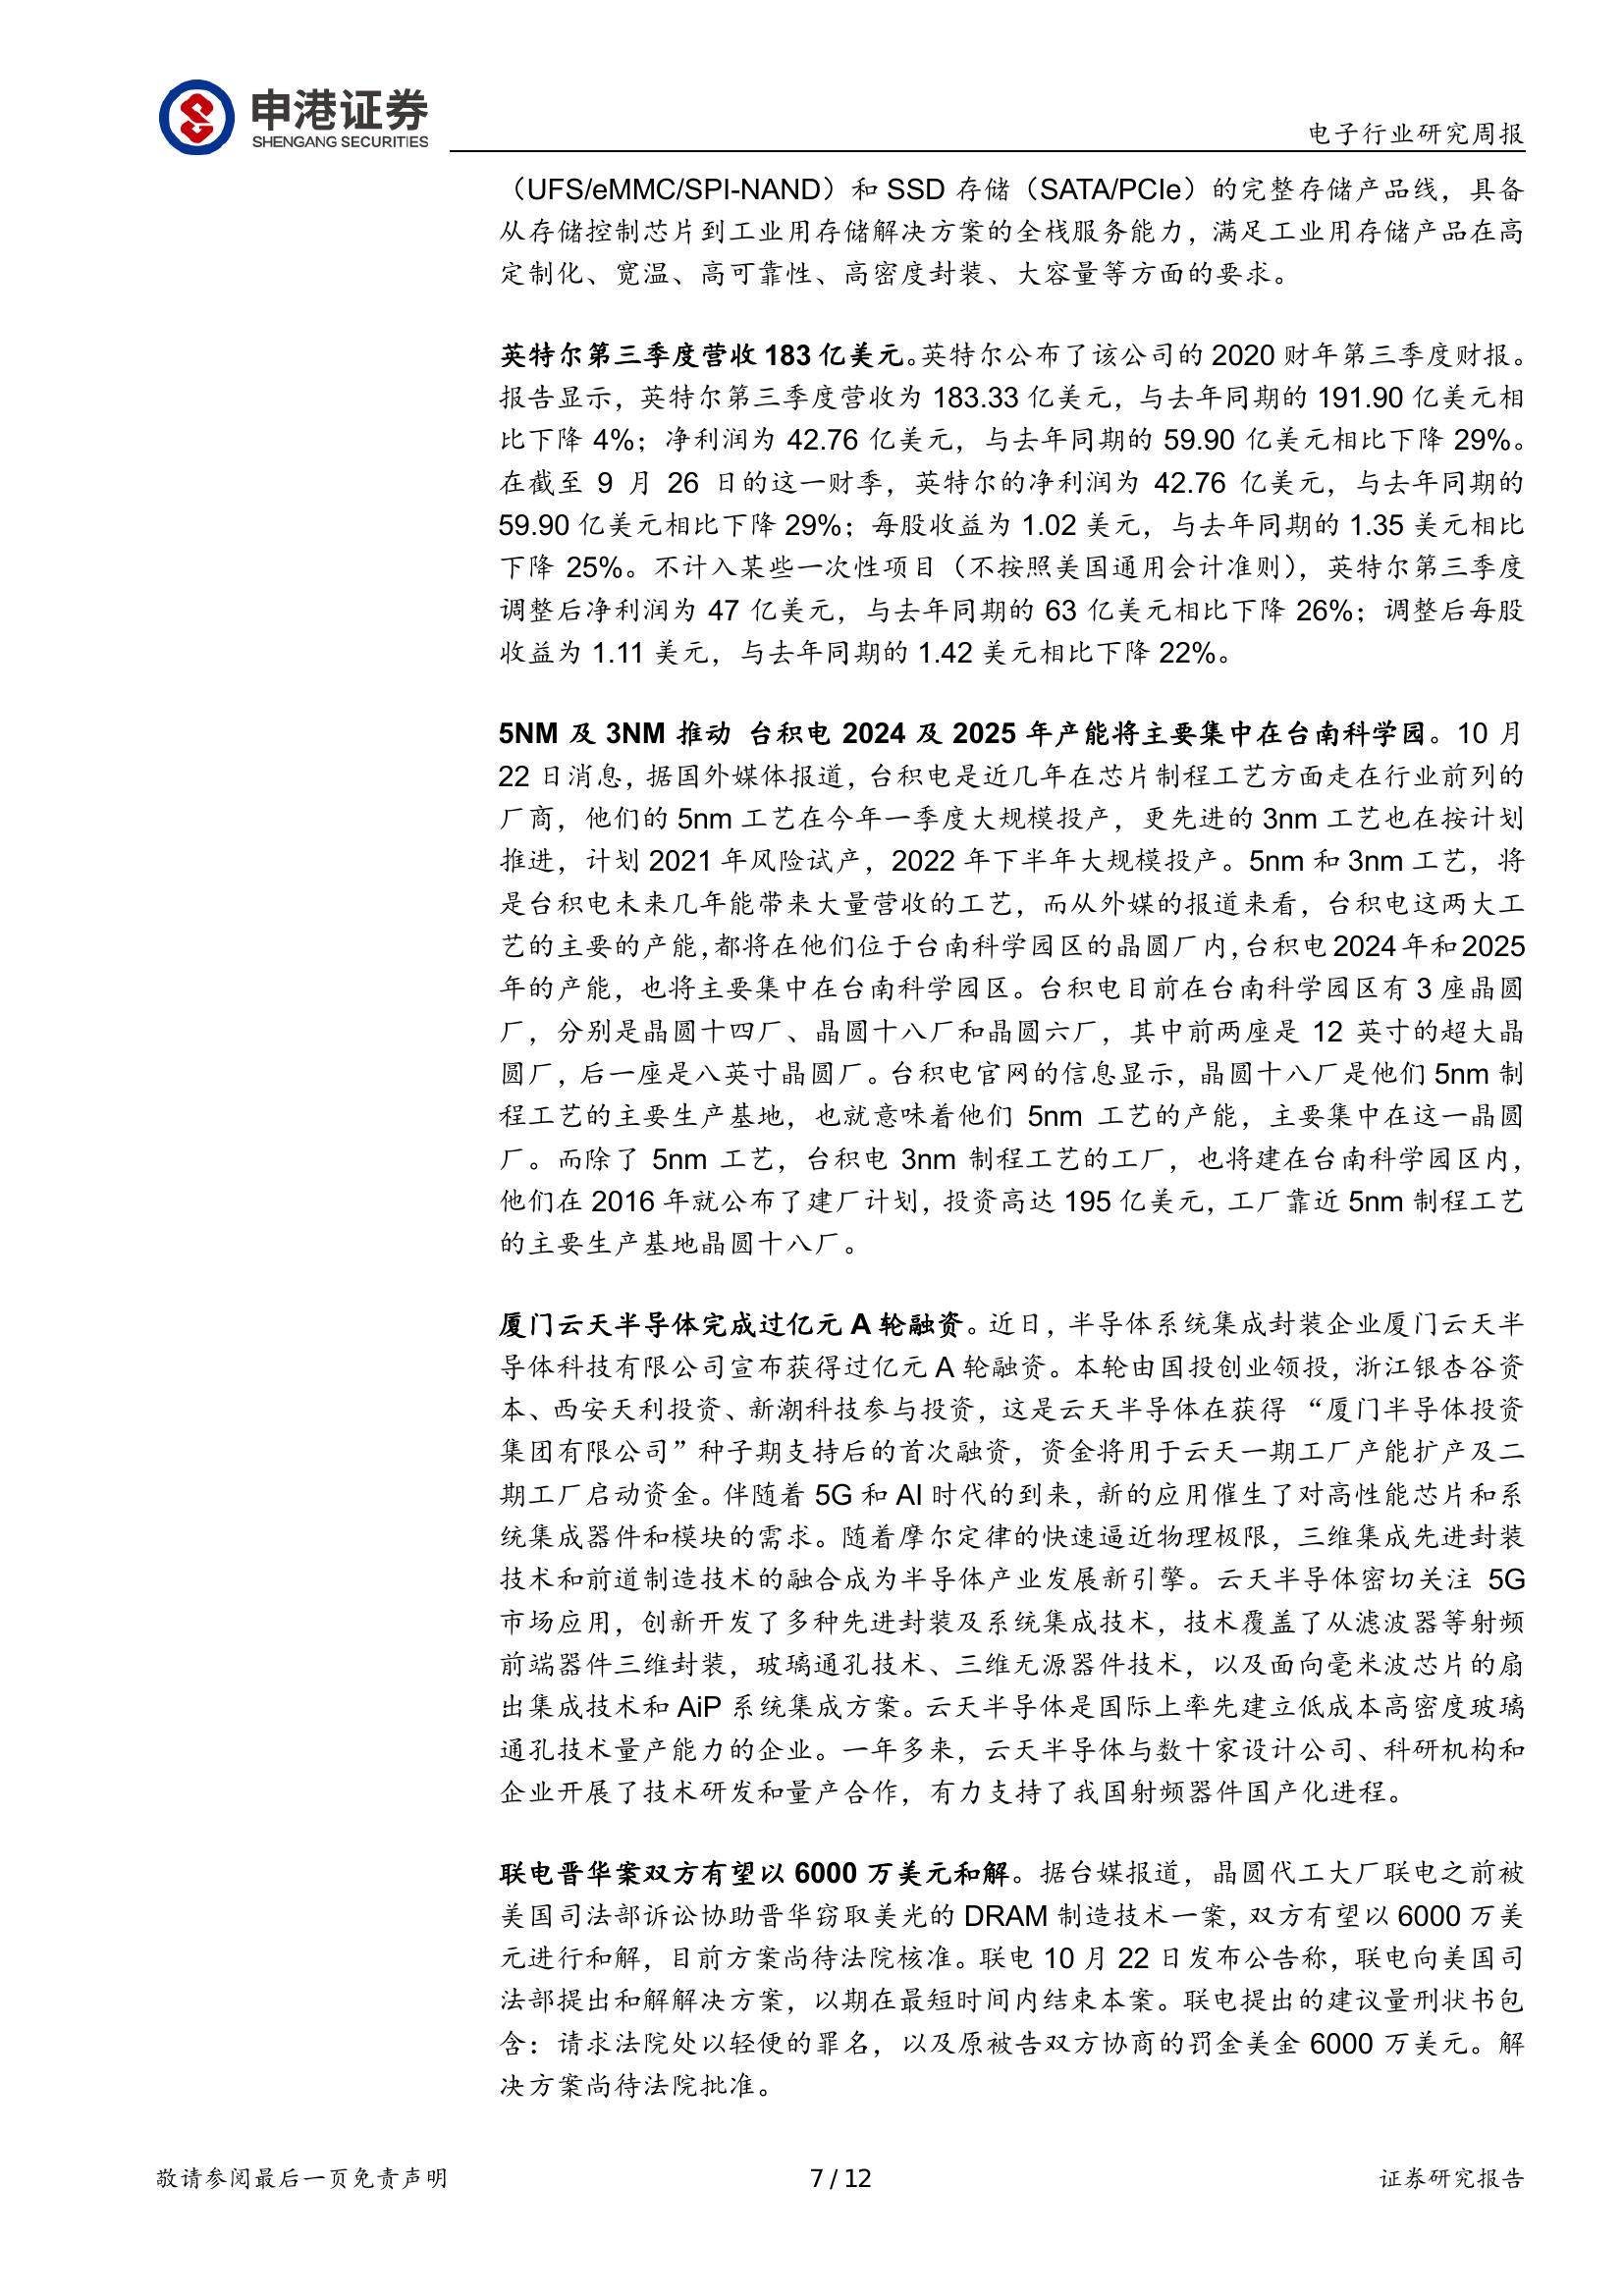 申港证券
SHENGANG SECURITIES
电子行业研究周报
（UFS/eMMC/SPI-NAND）和 SSD 存储（SATA/PCIe）的完整存储产品线，具备
从存储控制芯片到工业用存储解决方案的全栈服务能力，满足工业用存储产品在高
定制化、宽温、高可靠性、高密度封装、大容量等方面的要求。
英特尔第三季度营收 183 亿美元。英特尔公布了该公司的 2020 财年第三季度财报。
报告显示，英特尔第三季度营收为 183.33 亿美元，与去年同期的 191.90 亿美元相
比下降 4%；净利润为 42.76 亿美元，与去年同期的 59.90 亿美元相比下降 29%。
在截至 9 月 26 日的这一财季，英特尔的净利润为 42.76 亿美元，与去年同期的
59.90 亿美元相比下降 29%；每股收益为 1.02 美元，与去年同期的 1.35 美元相比
下降 25%。不计入某些一次性项目（不按照美国通用会计准则），英特尔第三季度
调整后净利润为 47 亿美元，与去年同期的 63 亿美元相比下降 26%；调整后每股
收益为 1.11 美元，与去年同期的 1.42 美元相比下降 22%。
5NM 及 3NM 推动 台积电 2024 及 2025 年产能将主要集中在台南科学园。10 月
22 日消息，据国外媒体报道，台积电是近几年在芯片制程工艺方面走在行业前列的
厂商，他们的 5nm 工艺在今年一季度大规模投产，更先进的 3nm 工艺也在按计划
推进，计划 2021 年风险试产，2022 年下半年大规模投产。5nm 和 3nm 工艺，将
是台积电未来几年能带来大量营收的工艺，而从外媒的报道来看，台积电这两大工
艺的主要的产能，都将在他们位于台南科学园区的晶圆厂内，台积电 2024 年和 2025
年的产能，也将主要集中在台南科学园区。台积电目前在台南科学园区有 3 座晶圆
厂，分别是晶圆十四厂、晶圆十八厂和晶圆六厂，其中前两座是 12 英寸的超大晶
圆厂，后一座是八英寸晶圆厂。台积电官网的信息显示，晶圆十八厂是他们 5nm 制
程工艺的主要生产基地，也就意味着他们 5nm 工艺的产能，主要集中在这一晶圆
厂。而除了 5nm 工艺，台积电 3nm 制程工艺的工厂，也将建在台南科学园区内，
他们在 2016 年就公布了建厂计划，投资高达 195 亿美元，工厂靠近 5nm 制程工艺
的主要生产基地晶圆十八厂。
厦门云天半导体完成过亿元 A 轮融资。近日，半导体系统集成封装企业厦门云天半
导体科技有限公司宣布获得过亿元 A 轮融资。本轮由国投创业领投，浙江银杏谷资
本、西安天利投资、新潮科技参与投资，这是云天半导体在获得 “厦门半导体投资
集团有限公司”种子期支持后的首次融资，资金将用于云天一期工厂产能扩产及二
期工厂启动资金。伴随着 5G 和 AI 时代的到来，新的应用催生了对高性能芯片和系
统集成器件和模块的需求。随着摩尔定律的快速逼近物理极限，三维集成先进封装
技术和前道制造技术的融合成为半导体产业发展新引擎。云天半导体密切关注 5G
市场应用，创新开发了多种先进封装及系统集成技术，技术覆盖了从滤波器等射频
前端器件三维封装，玻璃通孔技术、三维无源器件技术，以及面向毫米波芯片的扇
出集成技术和 AiP 系统集成方案。云天半导体是国际上率先建立低成本高密度玻璃
通孔技术量产能力的企业。一年多来，云天半导体与数十家设计公司、科研机构和
企业开展了技术研发和量产合作，有力支持了我国射频器件国产化进程。
联电晋华案双方有望以 6000 万美元和解。据台媒报道，晶圆代工大厂联电之前被
美国司法部诉讼协助晋华窃取美光的 DRAM 制造技术一案，双方有望以 6000 万美
元进行和解，目前方案尚待法院核准。联电 10 月 22 日发布公告称，联电向美国司
法部提出和解解决方案，以期在最短时间内结束本案。联电提出的建议量刑状书包
含：请求法院处以轻便的罪名，以及原被告双方协商的罚金美金 6000 万美元。解
决方案尚待法院批准。
敬请参阅最后一页免责声明
7 / 12
证券研究报告